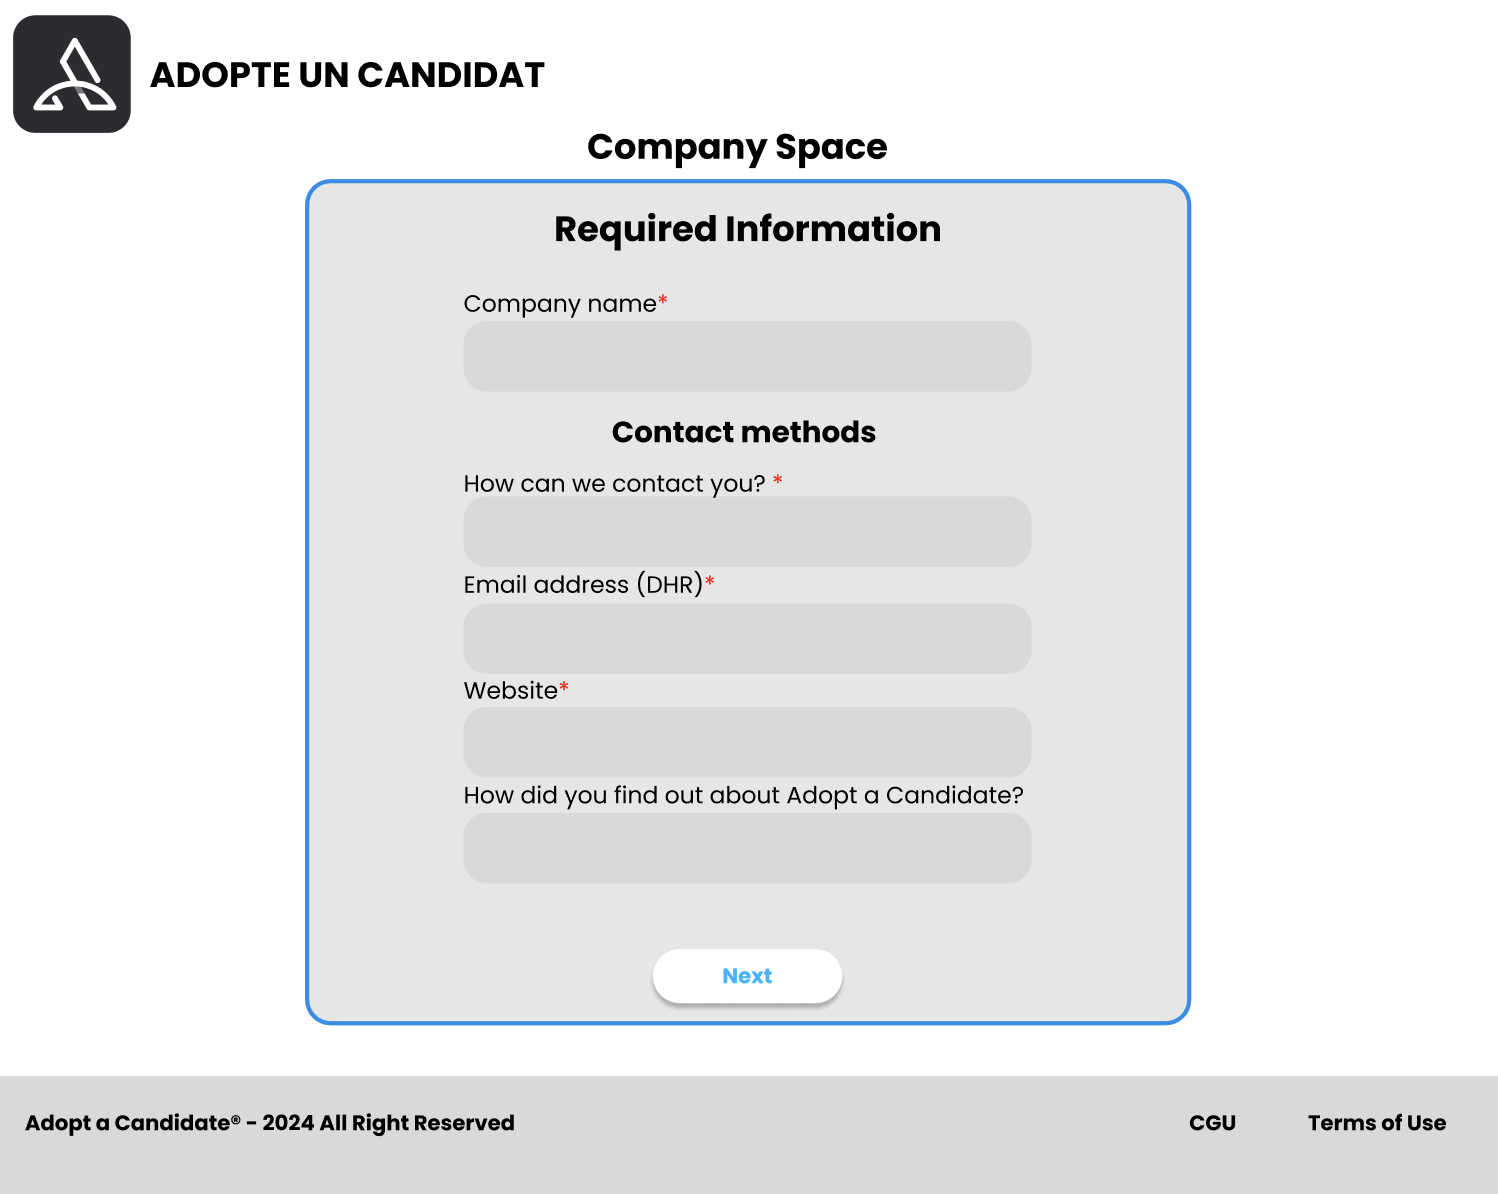 ADOPTE UN CANDIDAT
Company Space
Required Information
Company name*
Contact methods
How can we contact you? *
Email address (DHR)*
Website*
How did you find out about Adopt a Candidate?
Next
Adopt a Candidate® - 2024 All Right Reserved
CGU
Terms of Use